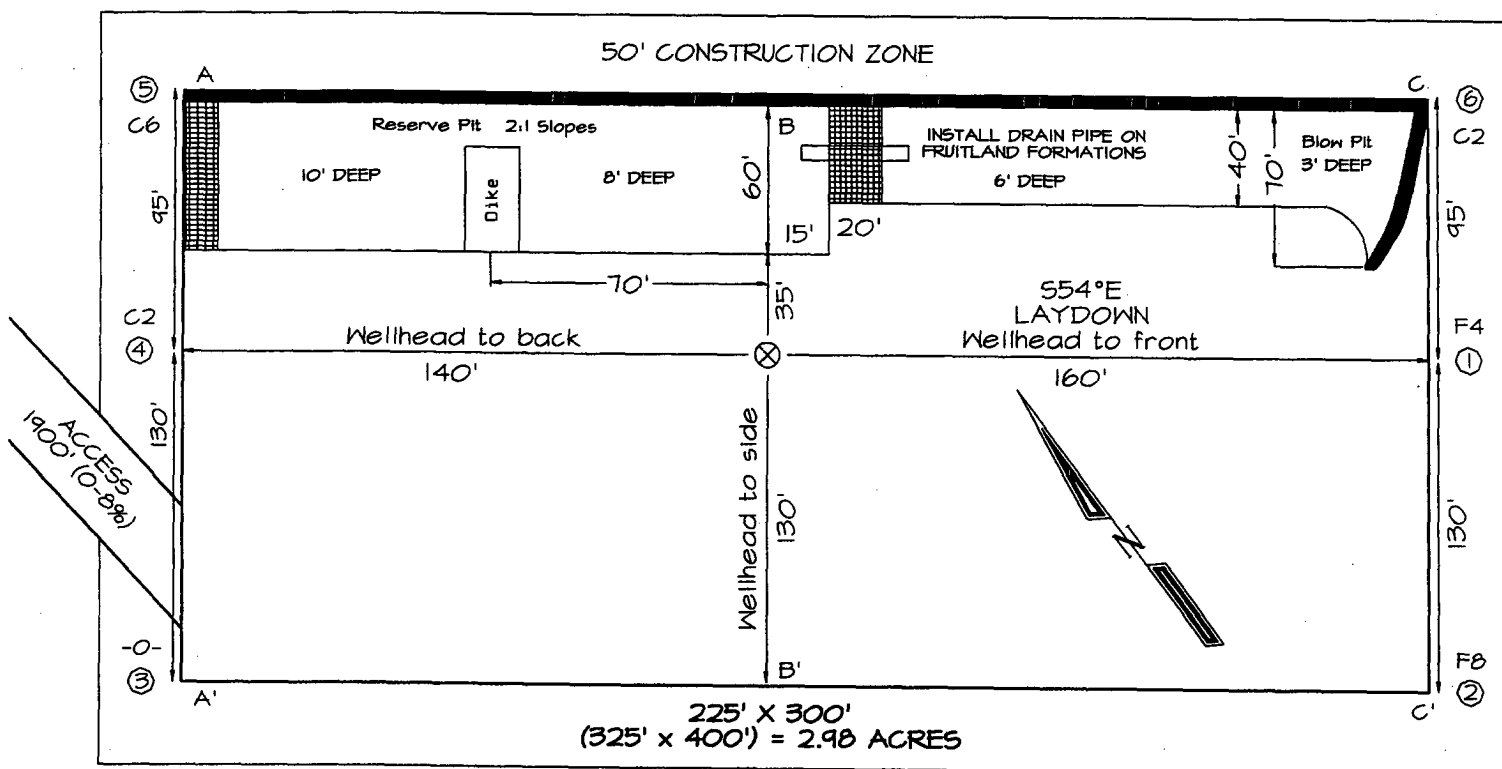 50' CONSTRUCTION ZONE
A
C
5
6
C6
C2
Reserve Pit 2:1 Slopes
B
INSTALL DRAIN PIPE ON
FRUITLAND FORMATIONS
6' DEEP
Blow Pit
3' DEEP
10' DEEP
Dike
8' DEEP
60'
40'
70'
95'
95'
15'
20'
70'
35'
S54°E
LAYDOWN
Wellhead to front
C2
F4
Wellhead to back
4
1
140'
160'
ACCESS
1900' (0-8%)
130'
Wellhead to side
130'
N
130'
-0-
F8
3
2
A'
B'
C'
225' X 300'
(325' x 400') = 2.98 ACRES